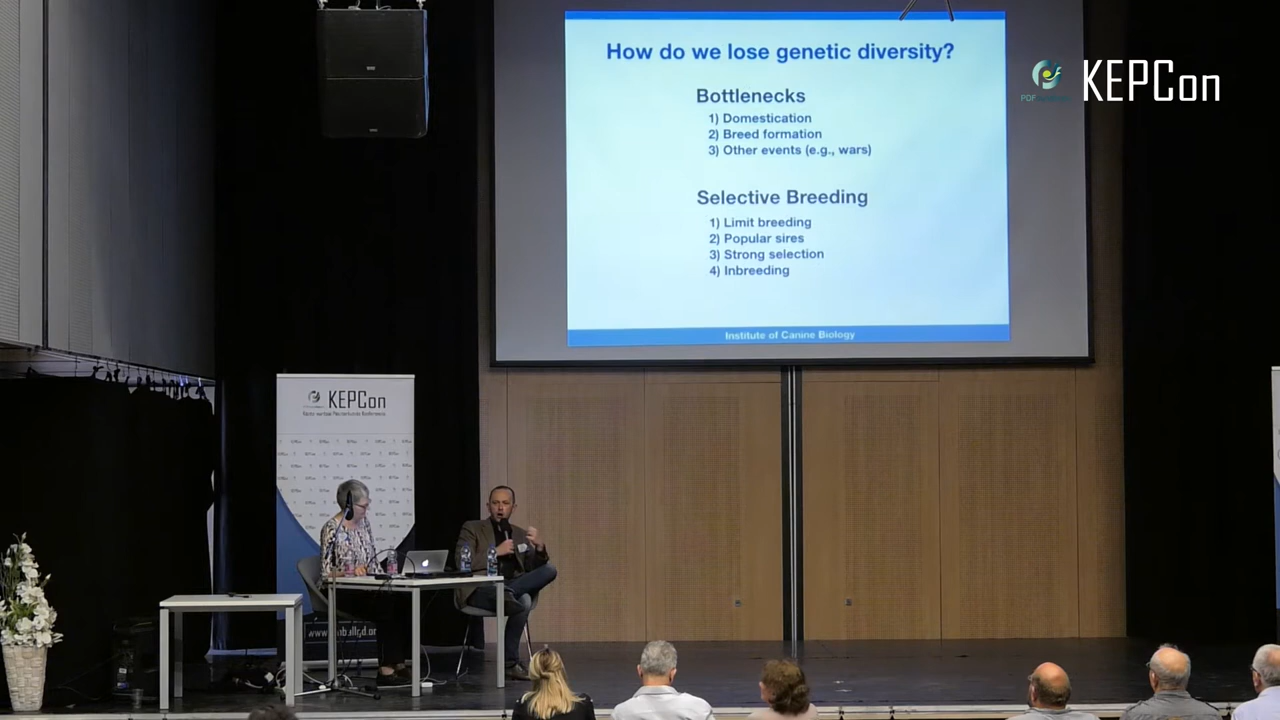 How do we lose genetic diversity?
Bottlenecks
1) Domestication
2) Breed formation
3) Other events (e.g., wars)
Selective Breeding
1) Limit breeding
2) Popular sires
3) Strong selection
4) Inbreeding
Institute of Canine Biology
KEPCon
KEPCon